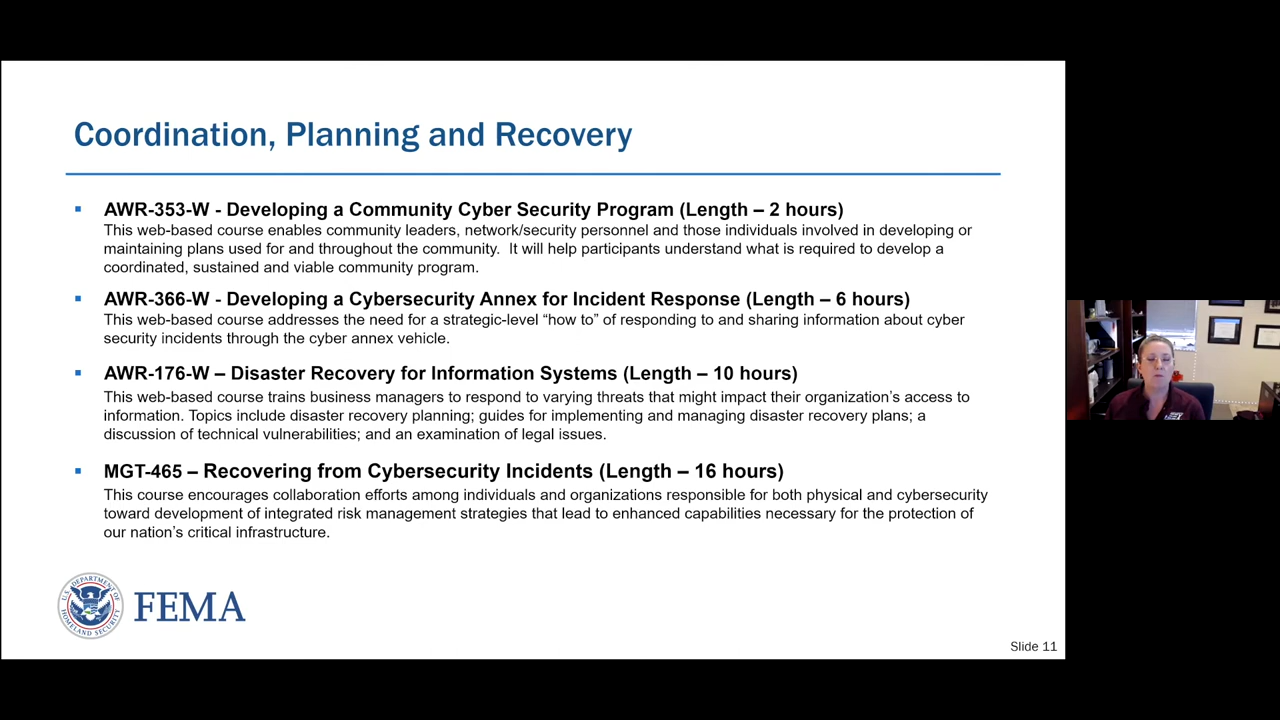 Coordination, Planning and Recovery
▪ AWR-353-W - Developing a Community Cyber Security Program (Length – 2 hours)
This web-based course enables community leaders, network/security personnel and those individuals involved in developing or
maintaining plans used for and throughout the community.  It will help participants understand what is required to develop a
coordinated, sustained and viable community program.
▪ AWR-366-W - Developing a Cybersecurity Annex for Incident Response (Length – 6 hours)
This web-based course addresses the need for a strategic-level “how to” of responding to and sharing information about cyber
security incidents through the cyber annex vehicle.
▪ AWR-176-W – Disaster Recovery for Information Systems (Length – 10 hours)
This web-based course trains business managers to respond to varying threats that might impact their organization’s access to
information. Topics include disaster recovery planning; guides for implementing and managing disaster recovery plans; a
discussion of technical vulnerabilities; and an examination of legal issues.
▪ MGT-465 – Recovering from Cybersecurity Incidents (Length – 16 hours)
This course encourages collaboration efforts among individuals and organizations responsible for both physical and cybersecurity
toward development of integrated risk management strategies that lead to enhanced capabilities necessary for the protection of
our nation’s critical infrastructure.
U.S. DEPARTMENT OF HOMELAND SECURITY
FEMA
Slide 11